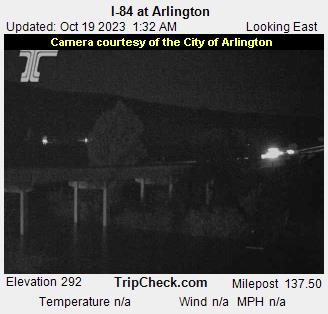 I-84 at Arlington
Updated: Oct 19 2023 1:32 AM Looking East
Camera courtesy of the City of Arlington
Elevation 292 TripCheck.com Milepost 137.50
Temperature n/a Wind n/a MPH n/a